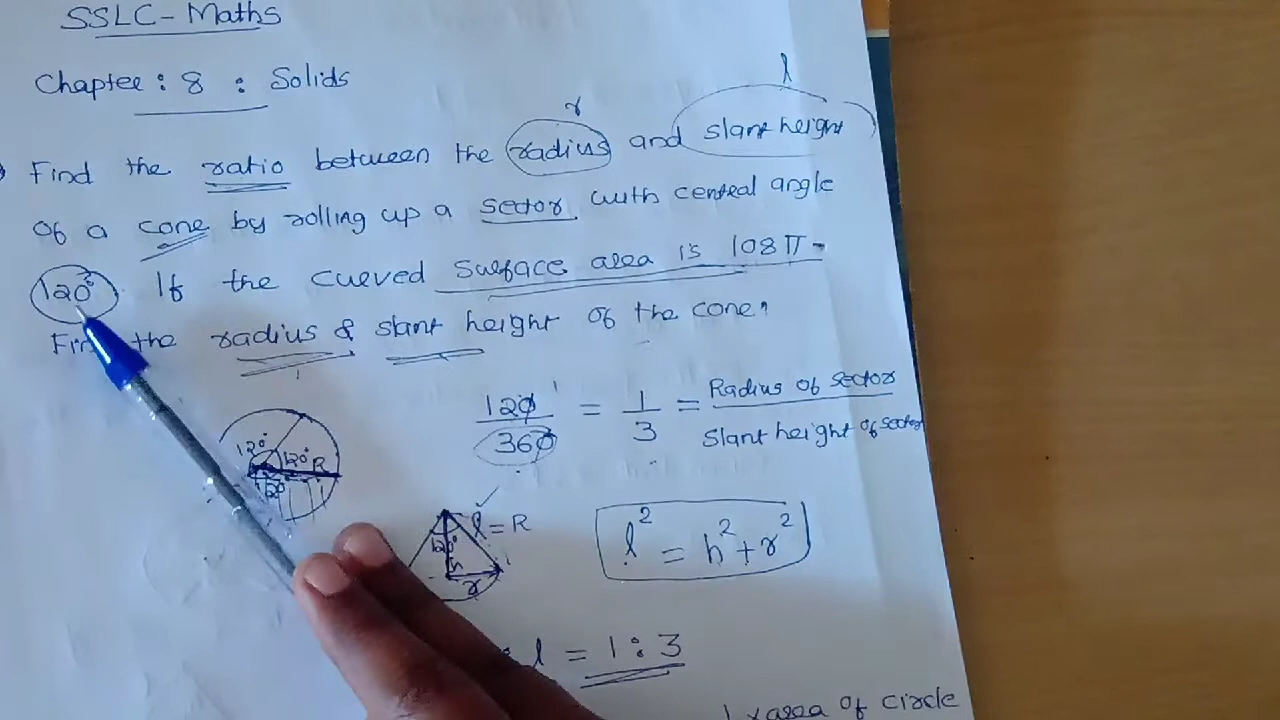 SSLC - Maths
Chapter : 8 : Solids
r
l
Find the ratio between the radius and slant height
of a cone by rolling up a sector with central angle
120° . If the curved surface area is 108π.
Find the radius & slant height of the cone?
120/360 = 1/3 = Radius of sector / Slant height of sector
120° 120° R
120
l = R
120°
h
r
l² = h² + r²
: l = 1 : 3
1 x area of circle